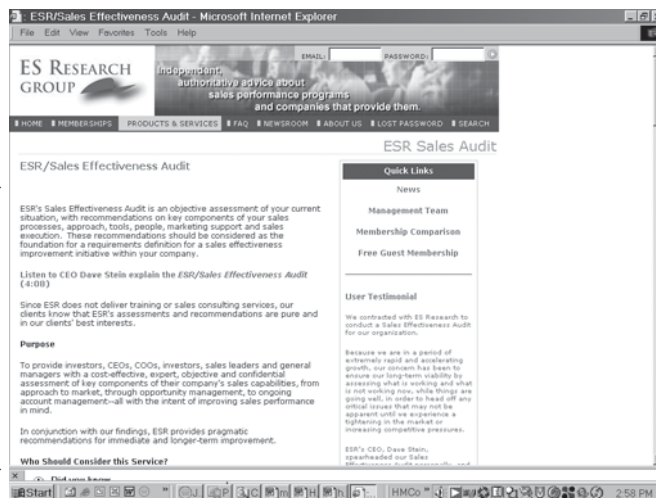 : ESR/Sales Effectiveness Audit - Microsoft Internet Explorer
File Edit View Favorites Tools Help
EMAIL: PASSWORD:
ES RESEARCH
GROUP
Independent,
authoritative advice about
sales performance programs
and companies that provide them.
HOME MEMBERSHIPS PRODUCTS & SERVICES FAQ NEWSROOM ABOUT US LOST PASSWORD SEARCH
ESR Sales Audit
ESR/Sales Effectiveness Audit
ESR's Sales Effectiveness Audit is an objective assessment of your current
situation, with recommendations on key components of your sales
processes, approach, tools, people, marketing support and sales
execution. These recommendations should be considered as the
foundation for a requirements definition for a sales effectiveness
improvement initiative within your company.
Listen to CEO Dave Stein explain the ESR/Sales Effectiveness Audit
(4:08)
Since ESR does not deliver training or sales consulting services, our
clients know that ESR's assessments and recommendations are pure and
in our clients' best interests.
Purpose
To provide investors, CEOs, COOs, investors, sales leaders and general
managers with a cost-effective, expert, objective and confidential
assessment of key components of their company's sales capabilities, from
approach to market, through opportunity management, to ongoing
account management--all with the intent of improving sales performance
in mind.
In conjunction with our findings, ESR provides pragmatic
recommendations for immediate and longer-term improvement.
Who Should Consider this Service?
Quick Links
News
Management Team
Membership Comparison
Free Guest Membership
User Testimonial
We contracted with ES Research to
conduct a Sales Effectiveness Audit
for our organization.
Because we are in a period of
extremely rapid and accelerating
growth, our concern has been to
ensure our long-term viability by
assessing what is working and what
is not working now, while things are
going well, in order to head off any
critical issues that may not be
apparent until we experience a
tightening in the market or
increasing competitive pressures.
ESR's CEO, Dave Stein,
spearheaded our Sales
Did you know
Start
HMCo
2:58 PM